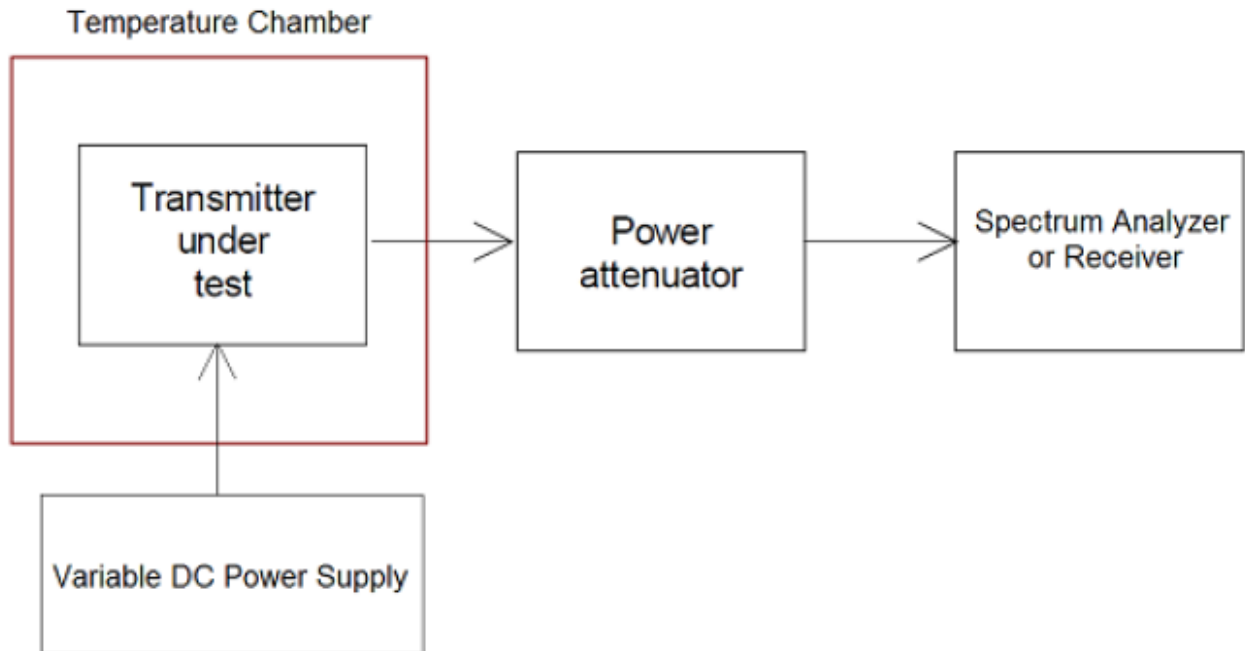 Temperature Chamber
Transmitter
under
test
Power
attenuator
Spectrum Analyzer
or Receiver
Variable DC Power Supply